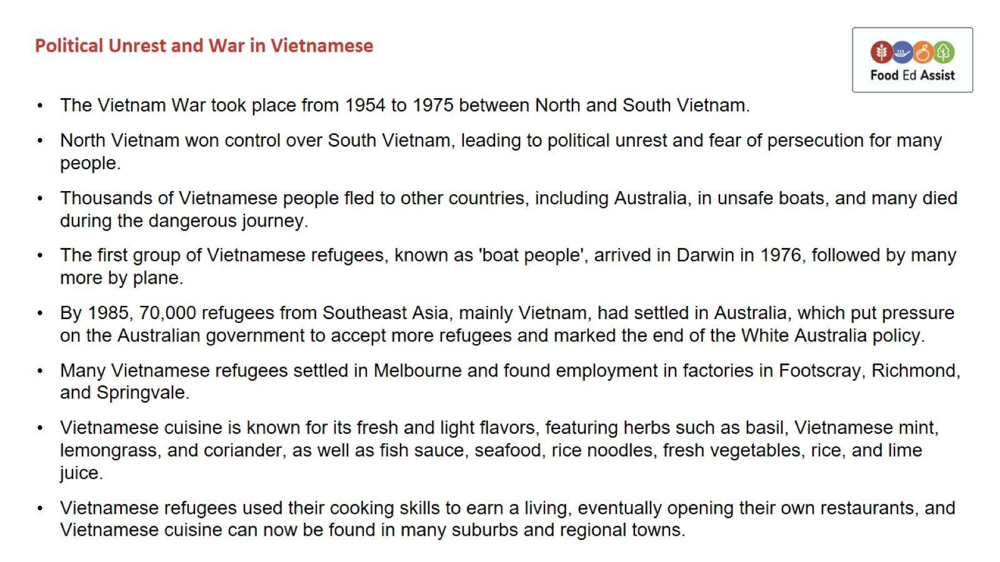 Political Unrest and War in Vietnamese
Food Ed Assist
• The Vietnam War took place from 1954 to 1975 between North and South Vietnam.
• North Vietnam won control over South Vietnam, leading to political unrest and fear of persecution for many
people.
• Thousands of Vietnamese people fled to other countries, including Australia, in unsafe boats, and many died
during the dangerous journey.
• The first group of Vietnamese refugees, known as 'boat people', arrived in Darwin in 1976, followed by many
more by plane.
• By 1985, 70,000 refugees from Southeast Asia, mainly Vietnam, had settled in Australia, which put pressure
on the Australian government to accept more refugees and marked the end of the White Australia policy.
• Many Vietnamese refugees settled in Melbourne and found employment in factories in Footscray, Richmond,
and Springvale.
• Vietnamese cuisine is known for its fresh and light flavors, featuring herbs such as basil, Vietnamese mint,
lemongrass, and coriander, as well as fish sauce, seafood, rice noodles, fresh vegetables, rice, and lime
juice.
• Vietnamese refugees used their cooking skills to earn a living, eventually opening their own restaurants, and
Vietnamese cuisine can now be found in many suburbs and regional towns.